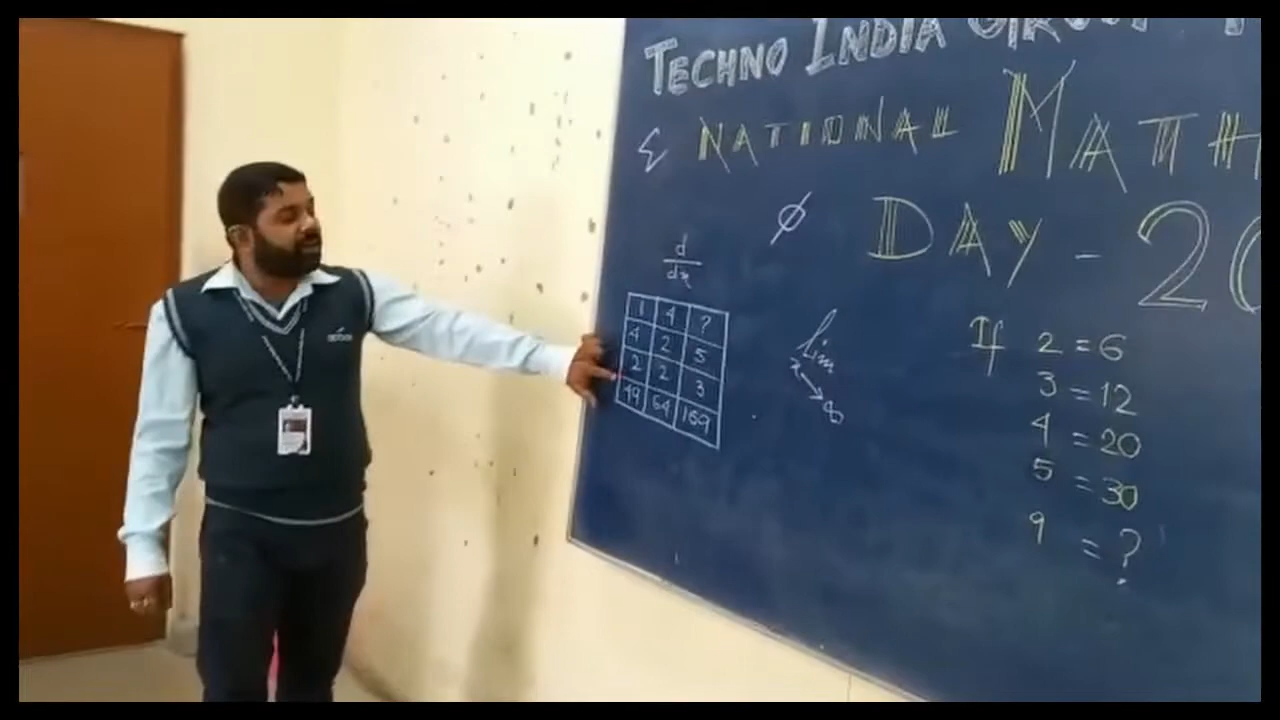 TECHNO INDIA GROUP
NATIONAL MATH
DAY - 20
d
dx
1 4 ?
4 2 5
2 2 3
49 64 169
Lim
x→∞
If 2 = 6
3 = 12
4 = 20
5 = 30
9 = ?
Σ
φ